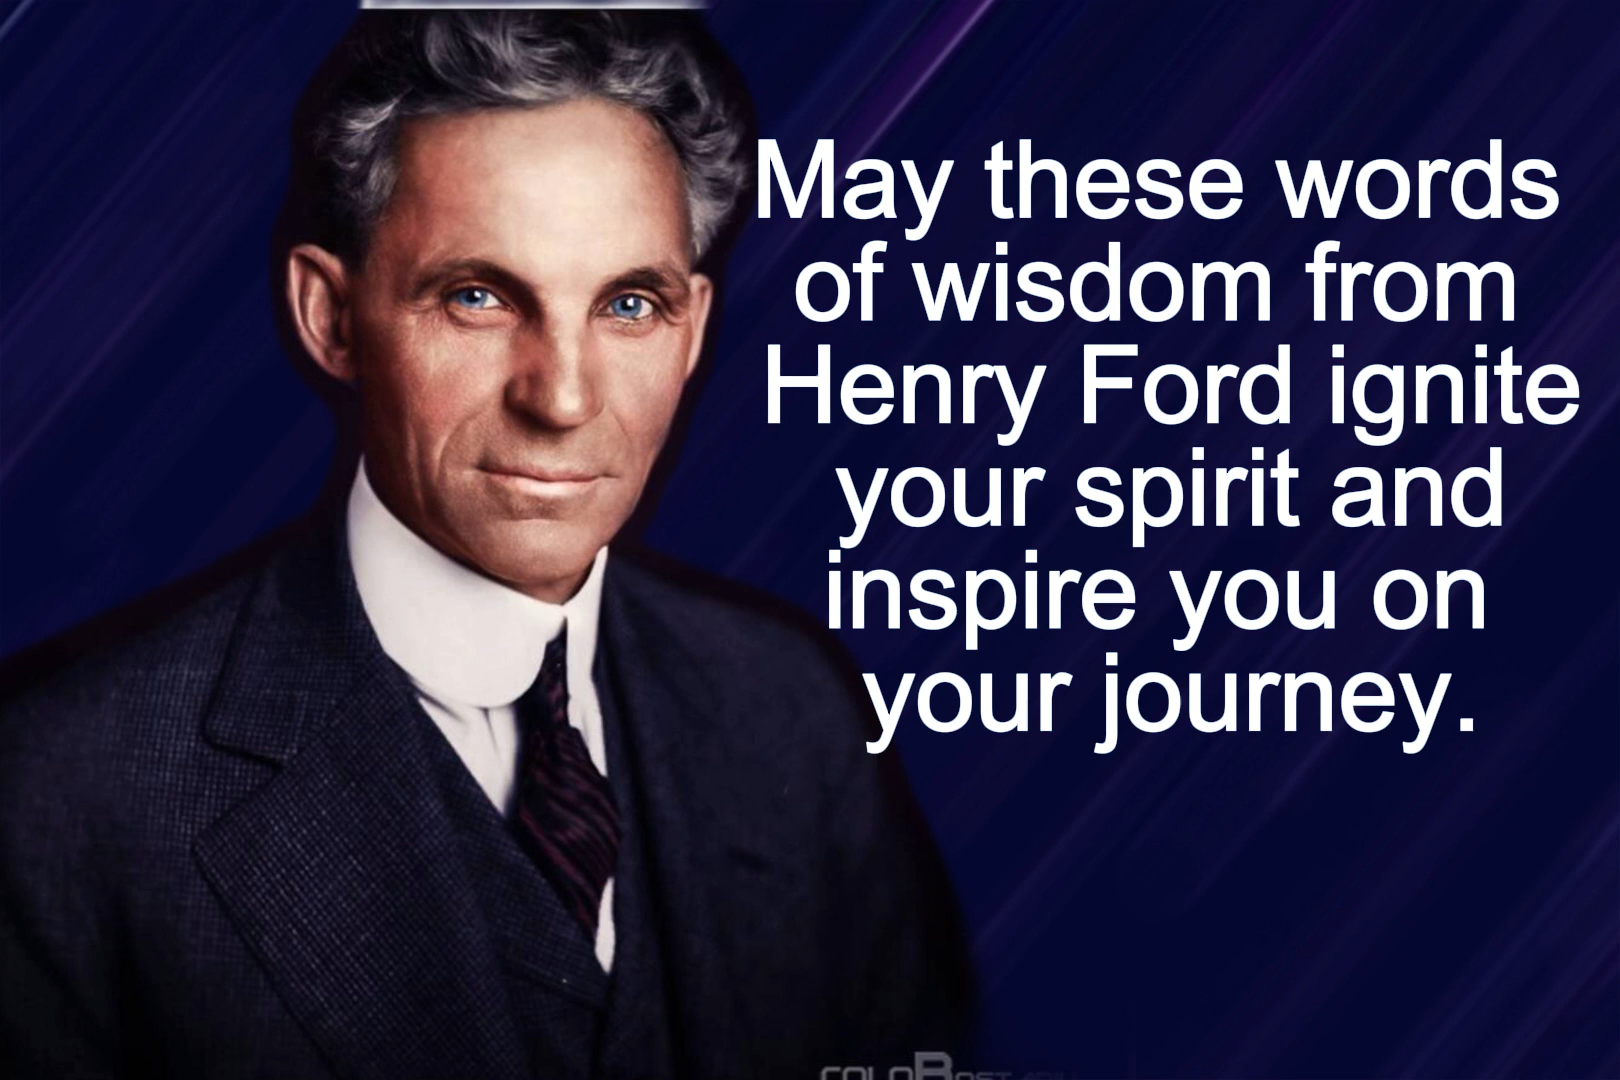 May these words
of wisdom from
Henry Ford ignite
your spirit and
inspire you on
your journey.